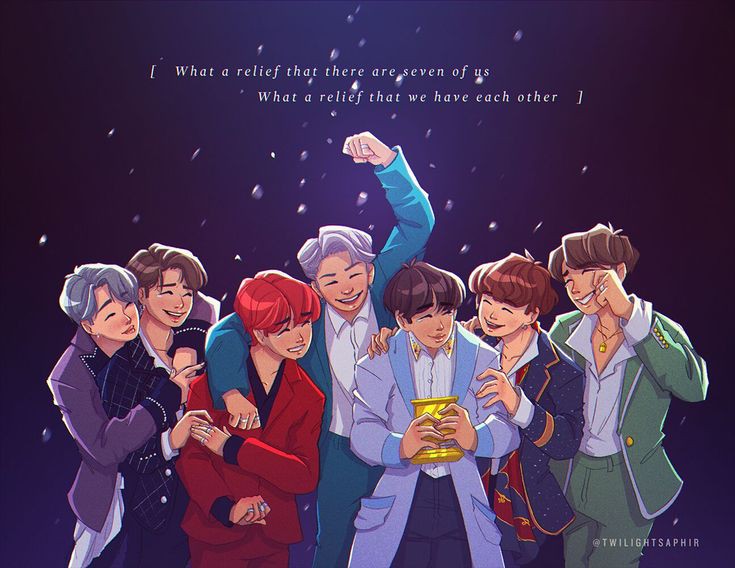 [ What a relief that there are seven of us
What a relief that we have each other ]
@TWILIGHTSAPHIR